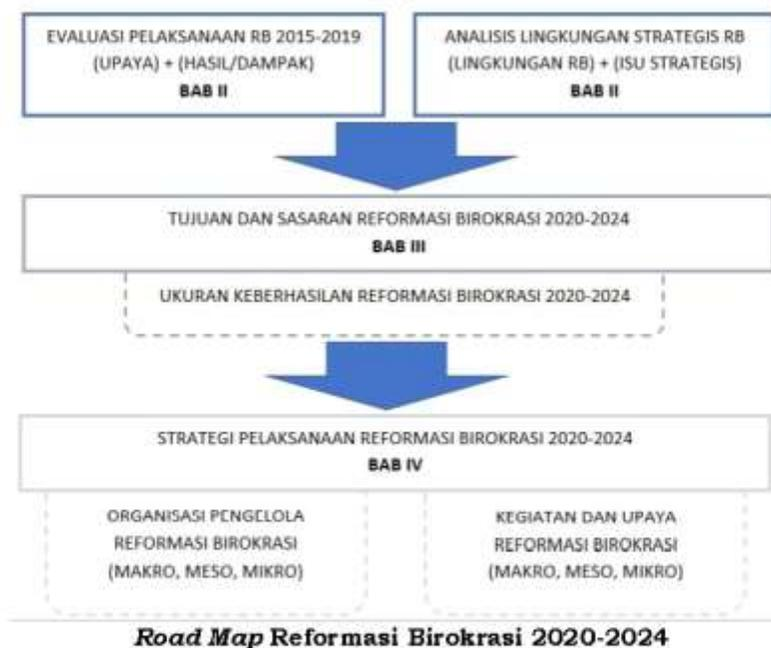 EVALUASI PELAKSANAAN RB 2015-2019
(UPAYA) + (HASIL/DAMPAK)
BAB II
ANALISIS LINGKUNGAN STRATEGIS RB
(LINGKUNGAN RB) + (ISU STRATEGIS)
BAB II
TUJUAN DAN SASARAN REFORMASI BIROKRASI 2020-2024
BAB III
UKURAN KEBERHASILAN REFORMASI BIROKRASI 2020-2024
STRATEGI PELAKSANAAN REFORMASI BIROKRASI 2020-2024
BAB IV
ORGANISASI PENGELOLA
REFORMASI BIROKRASI
(MAKRO, MESO, MIKRO)
KEGIATAN DAN UPAYA
REFORMASI BIROKRASI
(MAKRO, MESO, MIKRO)
Road Map Reformasi Birokrasi 2020-2024